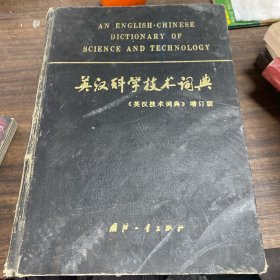 AN ENGLISH-CHINESE
DICTIONARY OF
SCIENCE AND TECHNOLOGY
英汉科学技术词典
《英汉技术词典》增订版
国防工业出版社